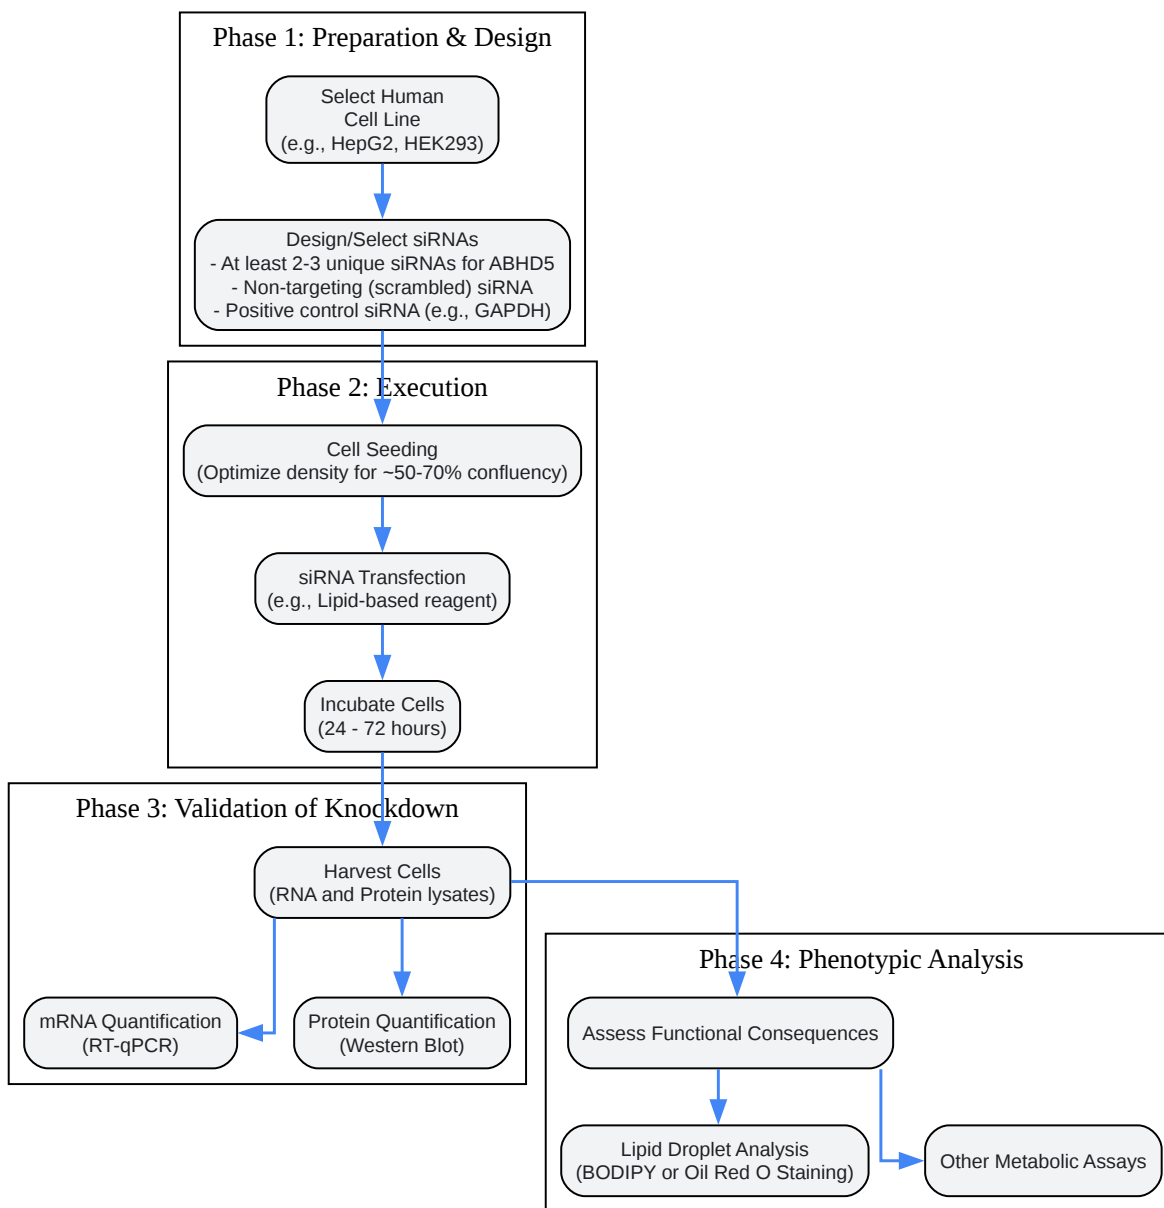 Phase 1: Preparation & Design
Select Human
Cell Line
(e.g., HepG2, HEK293)
Design/Select siRNAs
- At least 2-3 unique siRNAs for ABHD5
- Non-targeting (scrambled) siRNA
- Positive control siRNA (e.g., GAPDH)
Phase 2: Execution
Cell Seeding
(Optimize density for ~50-70% confluency)
siRNA Transfection
(e.g., Lipid-based reagent)
Incubate Cells
(24 - 72 hours)
Phase 3: Validation of Knockdown
Harvest Cells
(RNA and Protein lysates)
mRNA Quantification
(RT-qPCR)
Protein Quantification
(Western Blot)
Phase 4: Phenotypic Analysis
Assess Functional Consequences
Lipid Droplet Analysis
(BODIPY or Oil Red O Staining)
Other Metabolic Assays